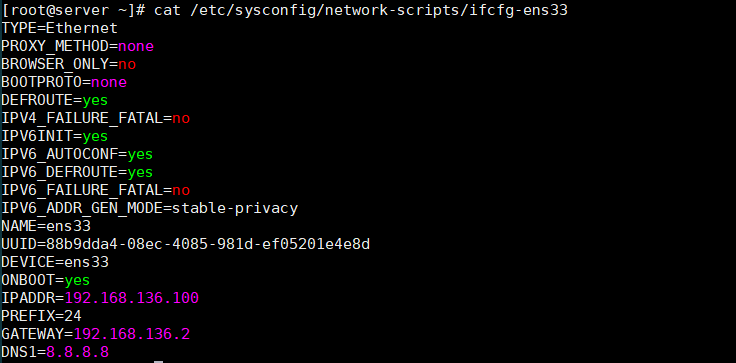 [root@server ~]# cat /etc/sysconfig/network-scripts/ifcfg-ens33
TYPE=Ethernet
PROXY_METHOD=none
BROWSER_ONLY=no
BOOTPROTO=none
DEFROUTE=yes
IPV4_FAILURE_FATAL=no
IPV6INIT=yes
IPV6_AUTOCONF=yes
IPV6_DEFROUTE=yes
IPV6_FAILURE_FATAL=no
IPV6_ADDR_GEN_MODE=stable-privacy
NAME=ens33
UUID=88b9dda4-08ec-4085-981d-ef05201e4e8d
DEVICE=ens33
ONBOOT=yes
IPADDR=192.168.136.100
PREFIX=24
GATEWAY=192.168.136.2
DNS1=8.8.8.8